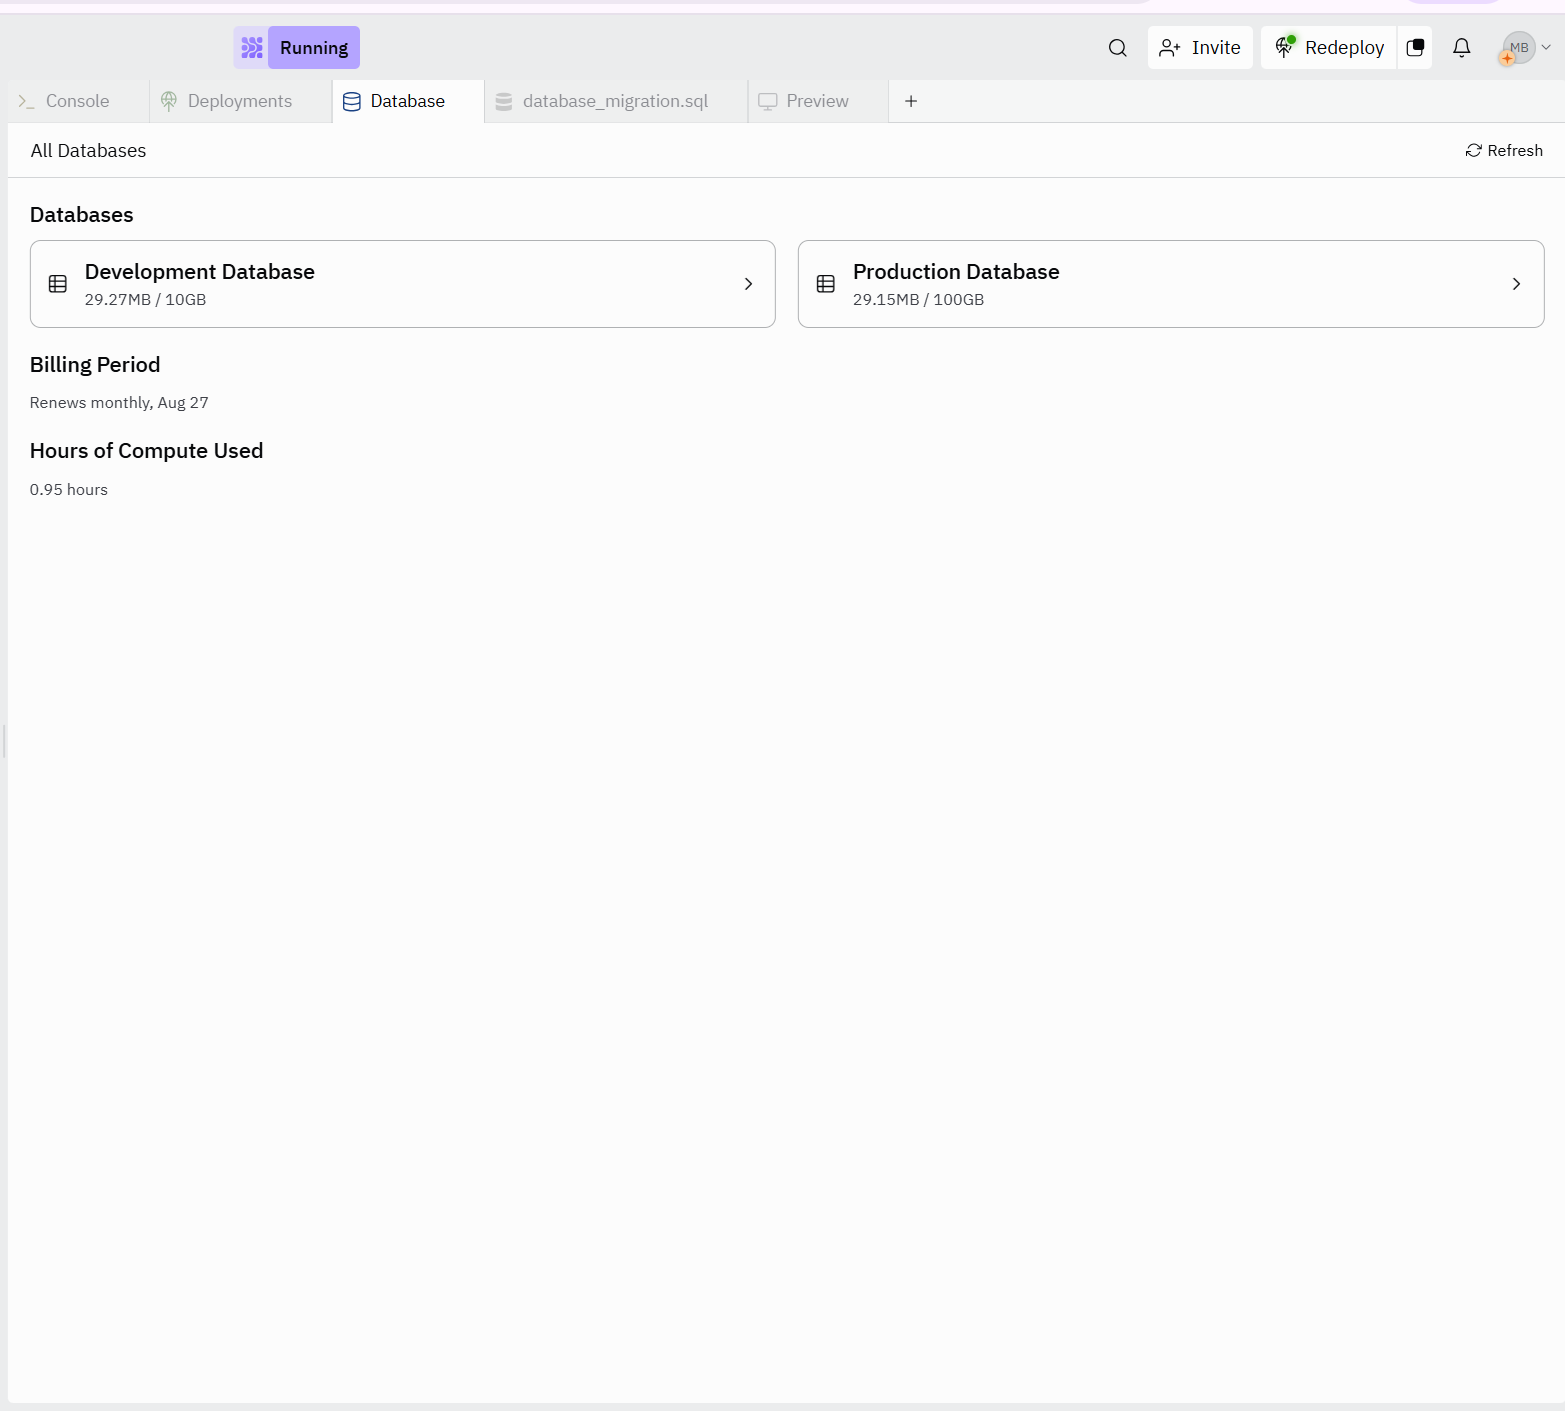 Running
Invite
Redeploy
MB
Console
Deployments
Database
database_migration.sql
Preview
All Databases
Refresh
Databases
Development Database
29.27MB / 10GB
Production Database
29.15MB / 100GB
Billing Period
Renews monthly, Aug 27
Hours of Compute Used
0.95 hours